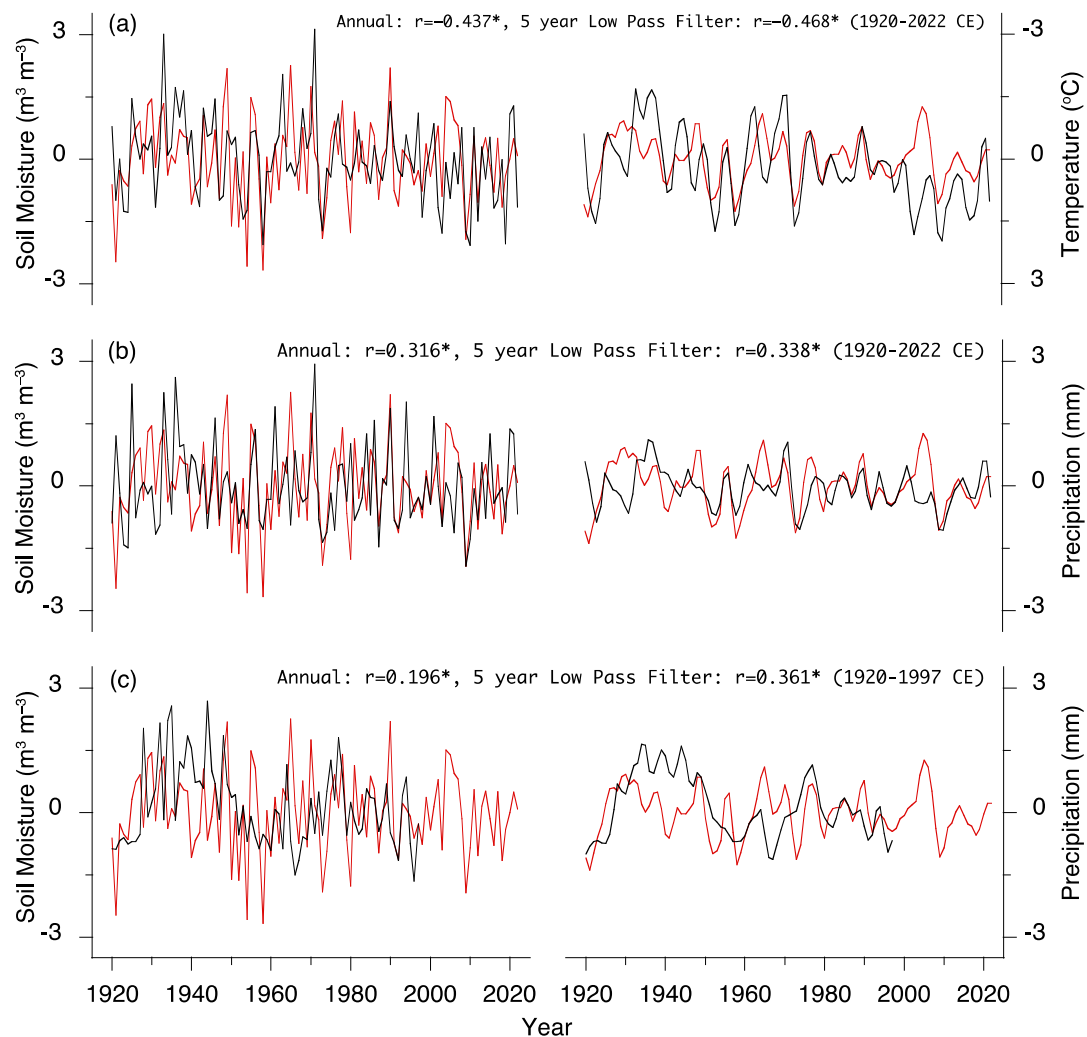 (a)
Annual: r=−0.437*, 5 year Low Pass Filter: r=−0.468* (1920-2022 CE)
Soil Moisture (m³ m⁻³)
3
0
-3
-3
0
3
Temperature (ºC)
(b)
Annual: r=0.316*, 5 year Low Pass Filter: r=0.338* (1920-2022 CE)
Soil Moisture (m³ m⁻³)
3
0
-3
3
0
-3
Precipitation (mm)
(c)
Annual: r=0.196*, 5 year Low Pass Filter: r=0.361* (1920-1997 CE)
Soil Moisture (m³ m⁻³)
3
0
-3
3
0
-3
Precipitation (mm)
1920 1940 1960 1980 2000 2020 1920 1940 1960 1980 2000 2020
Year